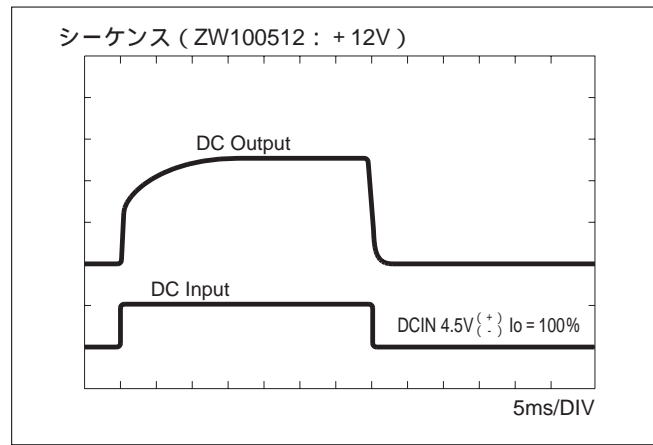 シーケンス ( ZW100512 : + 12V )
DC Output
DC Input
DCIN 4.5V ( + ) ( - ) Io = 100%
5ms/DIV